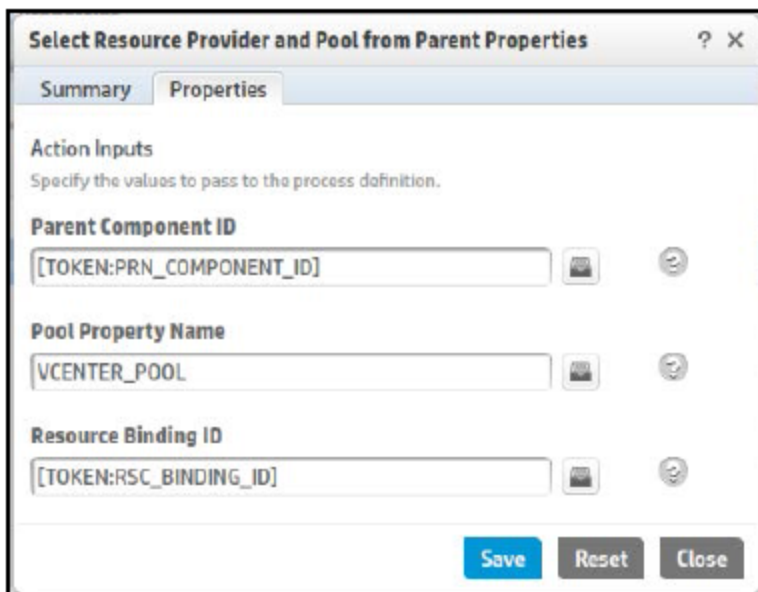 Select Resource Provider and Pool from Parent Properties ? X
Summary Properties
Action Inputs
Specify the values to pass to the process definition.
Parent Component ID
[TOKEN:PRN_COMPONENT_ID]
Pool Property Name
VCENTER_POOL
Resource Binding ID
[TOKEN:RSC_BINDING_ID]
Save Reset Close